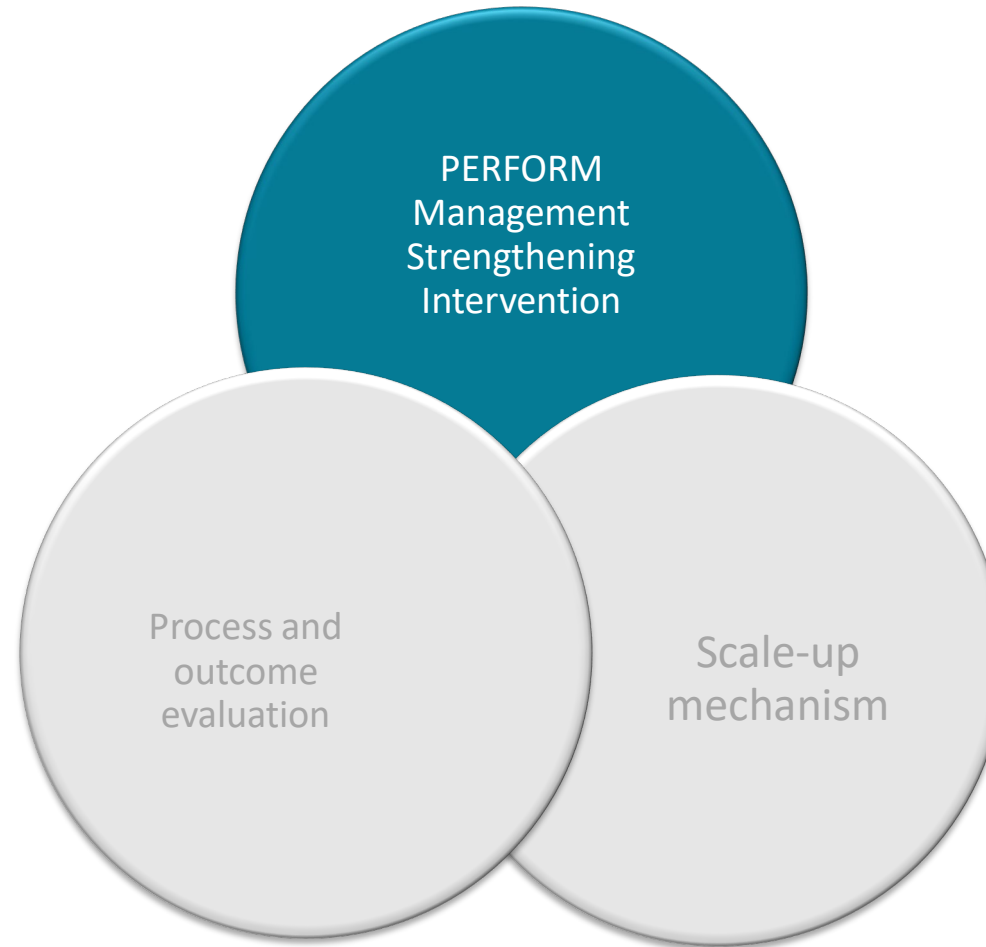 PERFORM
Management
Strengthening
Intervention
Process and
outcome
evaluation
Scale-up
mechanism